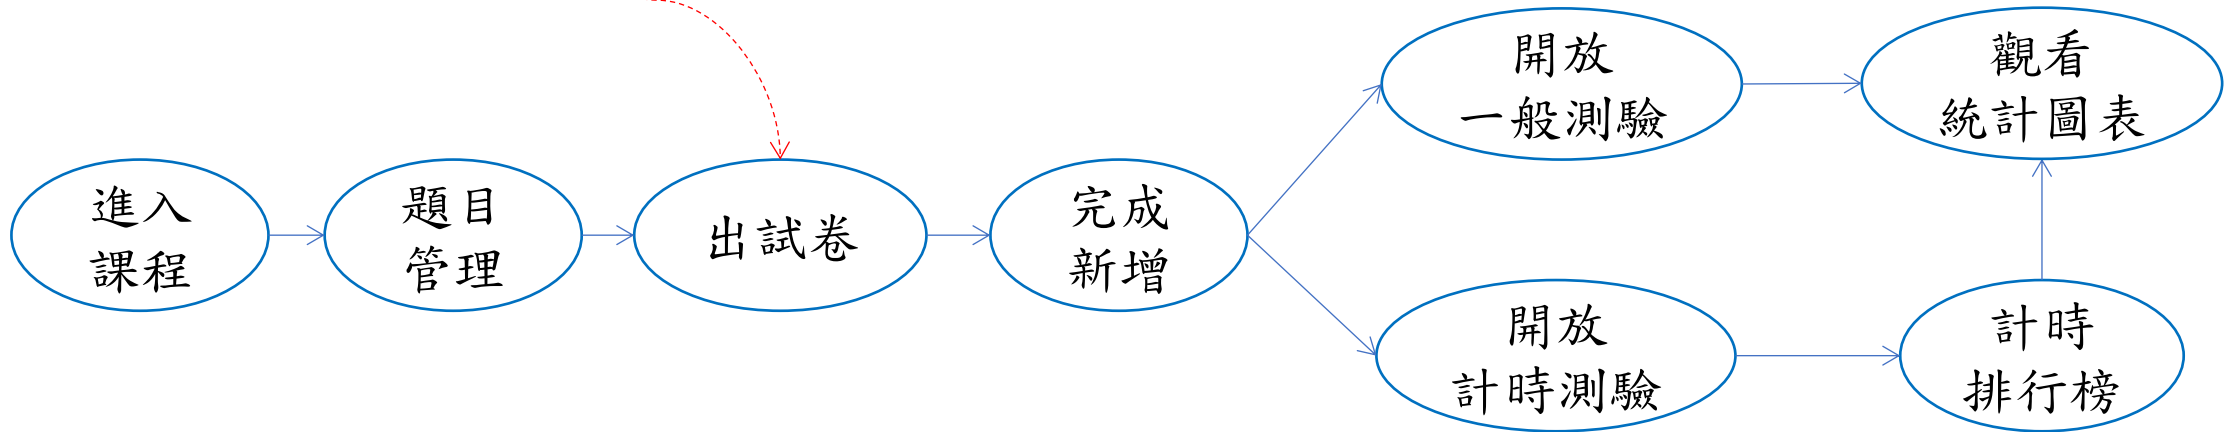 進入
課程
題目
管理
出試卷
完成
新增
開放
一般測驗
觀看
統計圖表
開放
計時測驗
計時
排行榜